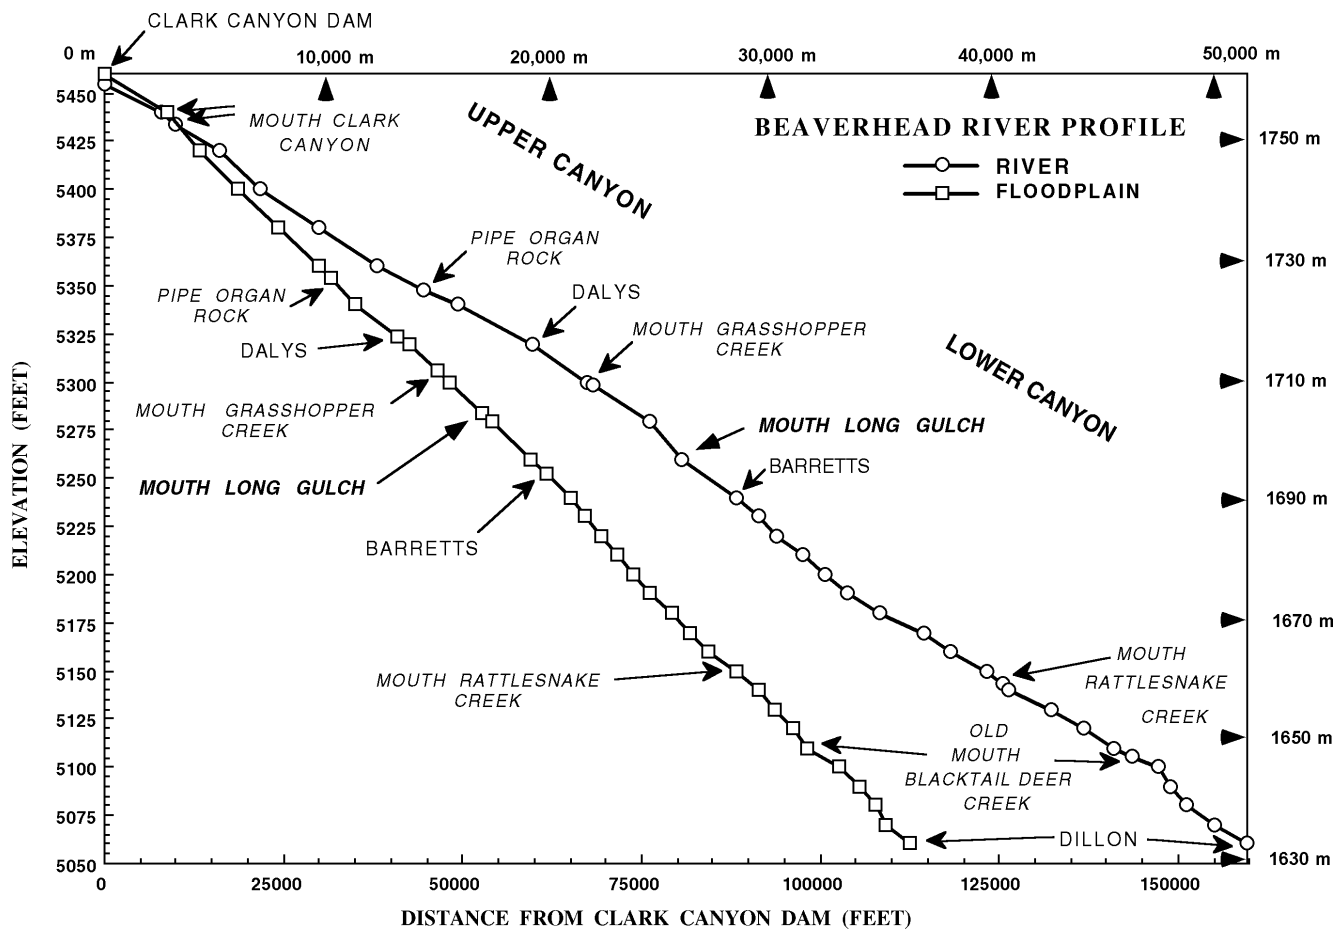 CLARK CANYON DAM
0 m
10,000 m
20,000 m
30,000 m
40,000 m
50,000 m
5450
5425
5400
5375
5350
5325
5300
5275
5250
5225
5200
5175
5150
5125
5100
5075
5050
ELEVATION (FEET)
MOUTH CLARK
CANYON
UPPER CANYON
BEAVERHEAD RIVER PROFILE
RIVER
FLOODPLAIN
1750 m
1730 m
1710 m
1690 m
1670 m
1650 m
1630 m
PIPE ORGAN
ROCK
DALYS
MOUTH GRASSHOPPER
CREEK
LOWER CANYON
MOUTH LONG GULCH
BARRETTS
PIPE ORGAN
ROCK
DALYS
MOUTH GRASSHOPPER
CREEK
MOUTH LONG GULCH
BARRETTS
MOUTH RATTLESNAKE
CREEK
MOUTH
RATTLESNAKE
CREEK
OLD
MOUTH
BLACKTAIL DEER
CREEK
DILLON
0
25000
50000
75000
100000
125000
150000
DISTANCE FROM CLARK CANYON DAM (FEET)